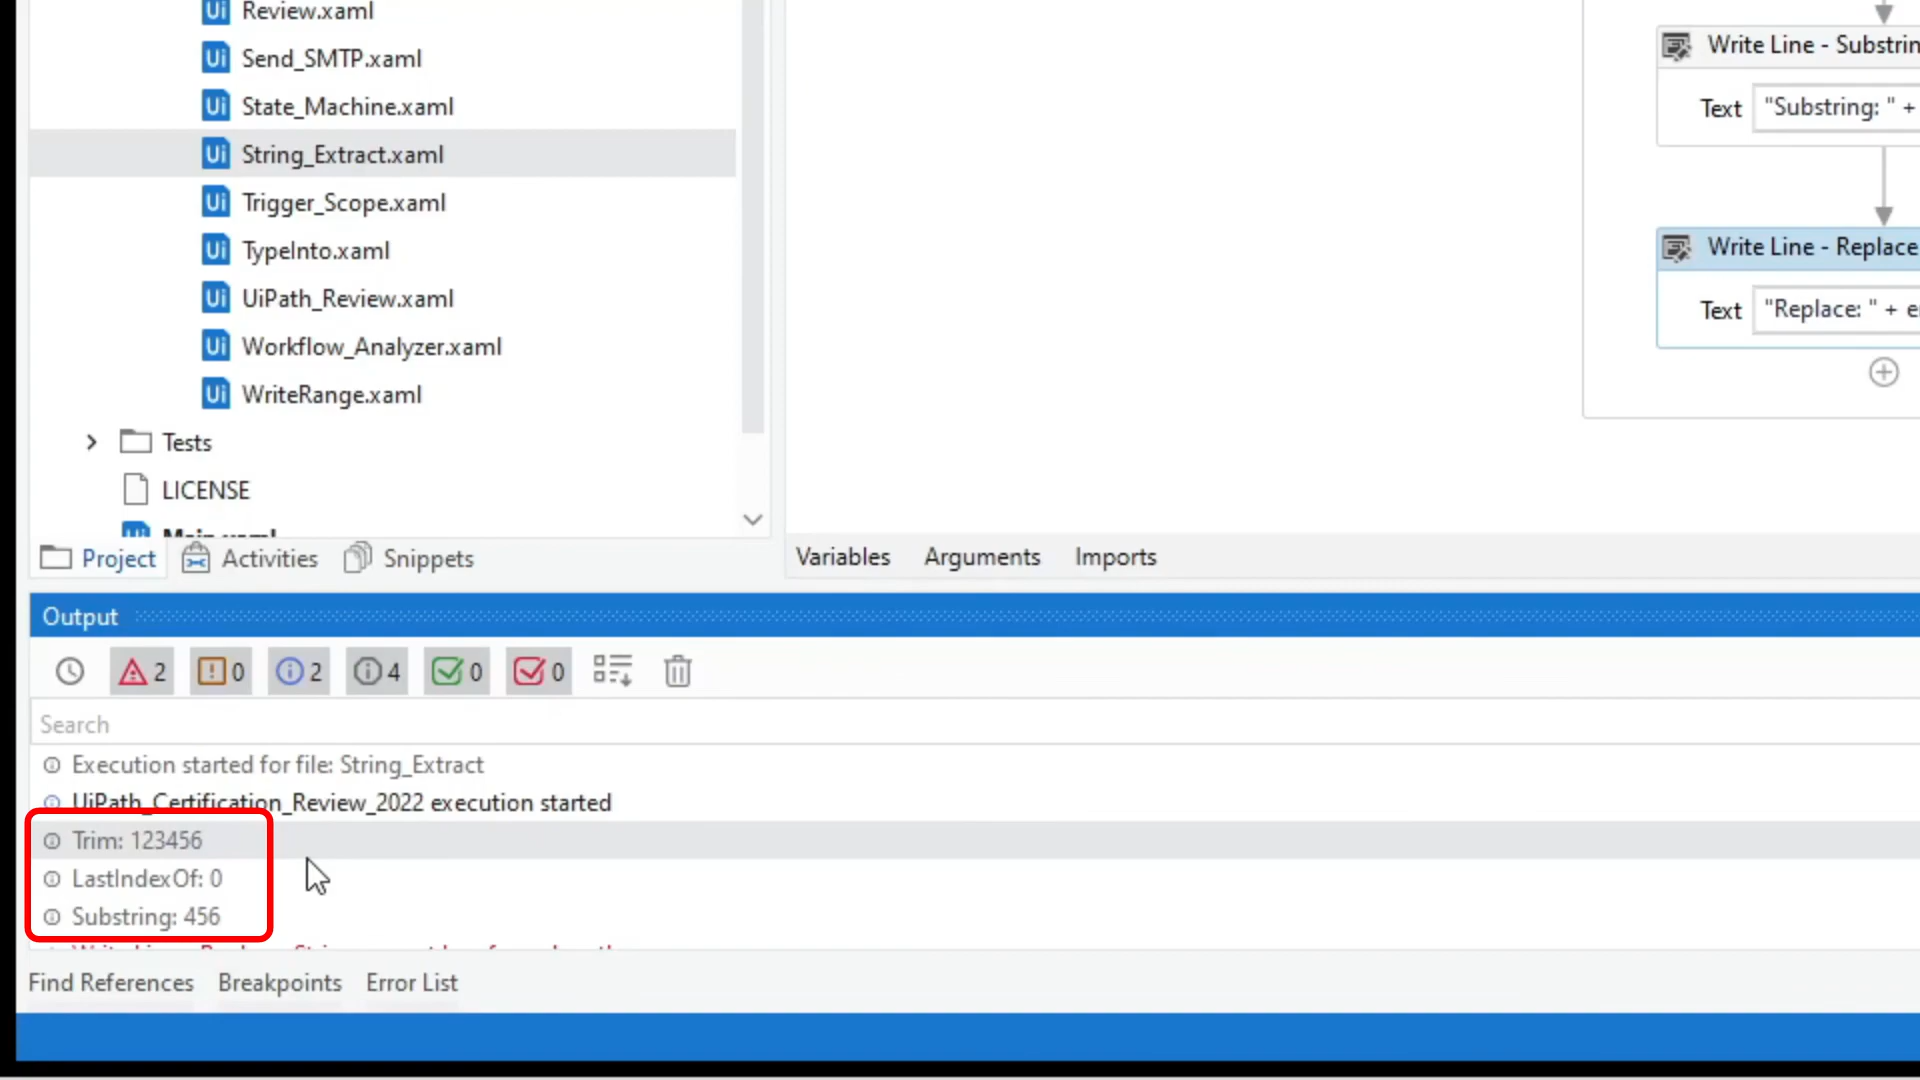 Review.xaml
Send_SMTP.xaml
State_Machine.xaml
String_Extract.xaml
Trigger_Scope.xaml
TypeInto.xaml
UiPath_Review.xaml
Workflow_Analyzer.xaml
WriteRange.xaml
Tests
LICENSE
Main.xaml
Project Activities Snippets
Write Line - Substrin
Text "Substring: " +
Write Line - Replace
Text "Replace: " + e
Variables Arguments Imports
Output
2 0 2 4 0 0
Search
Execution started for file: String_Extract
UiPath_Certification_Review_2022 execution started
Trim: 123456
LastIndexOf: 0
Substring: 456
Find References Breakpoints Error List